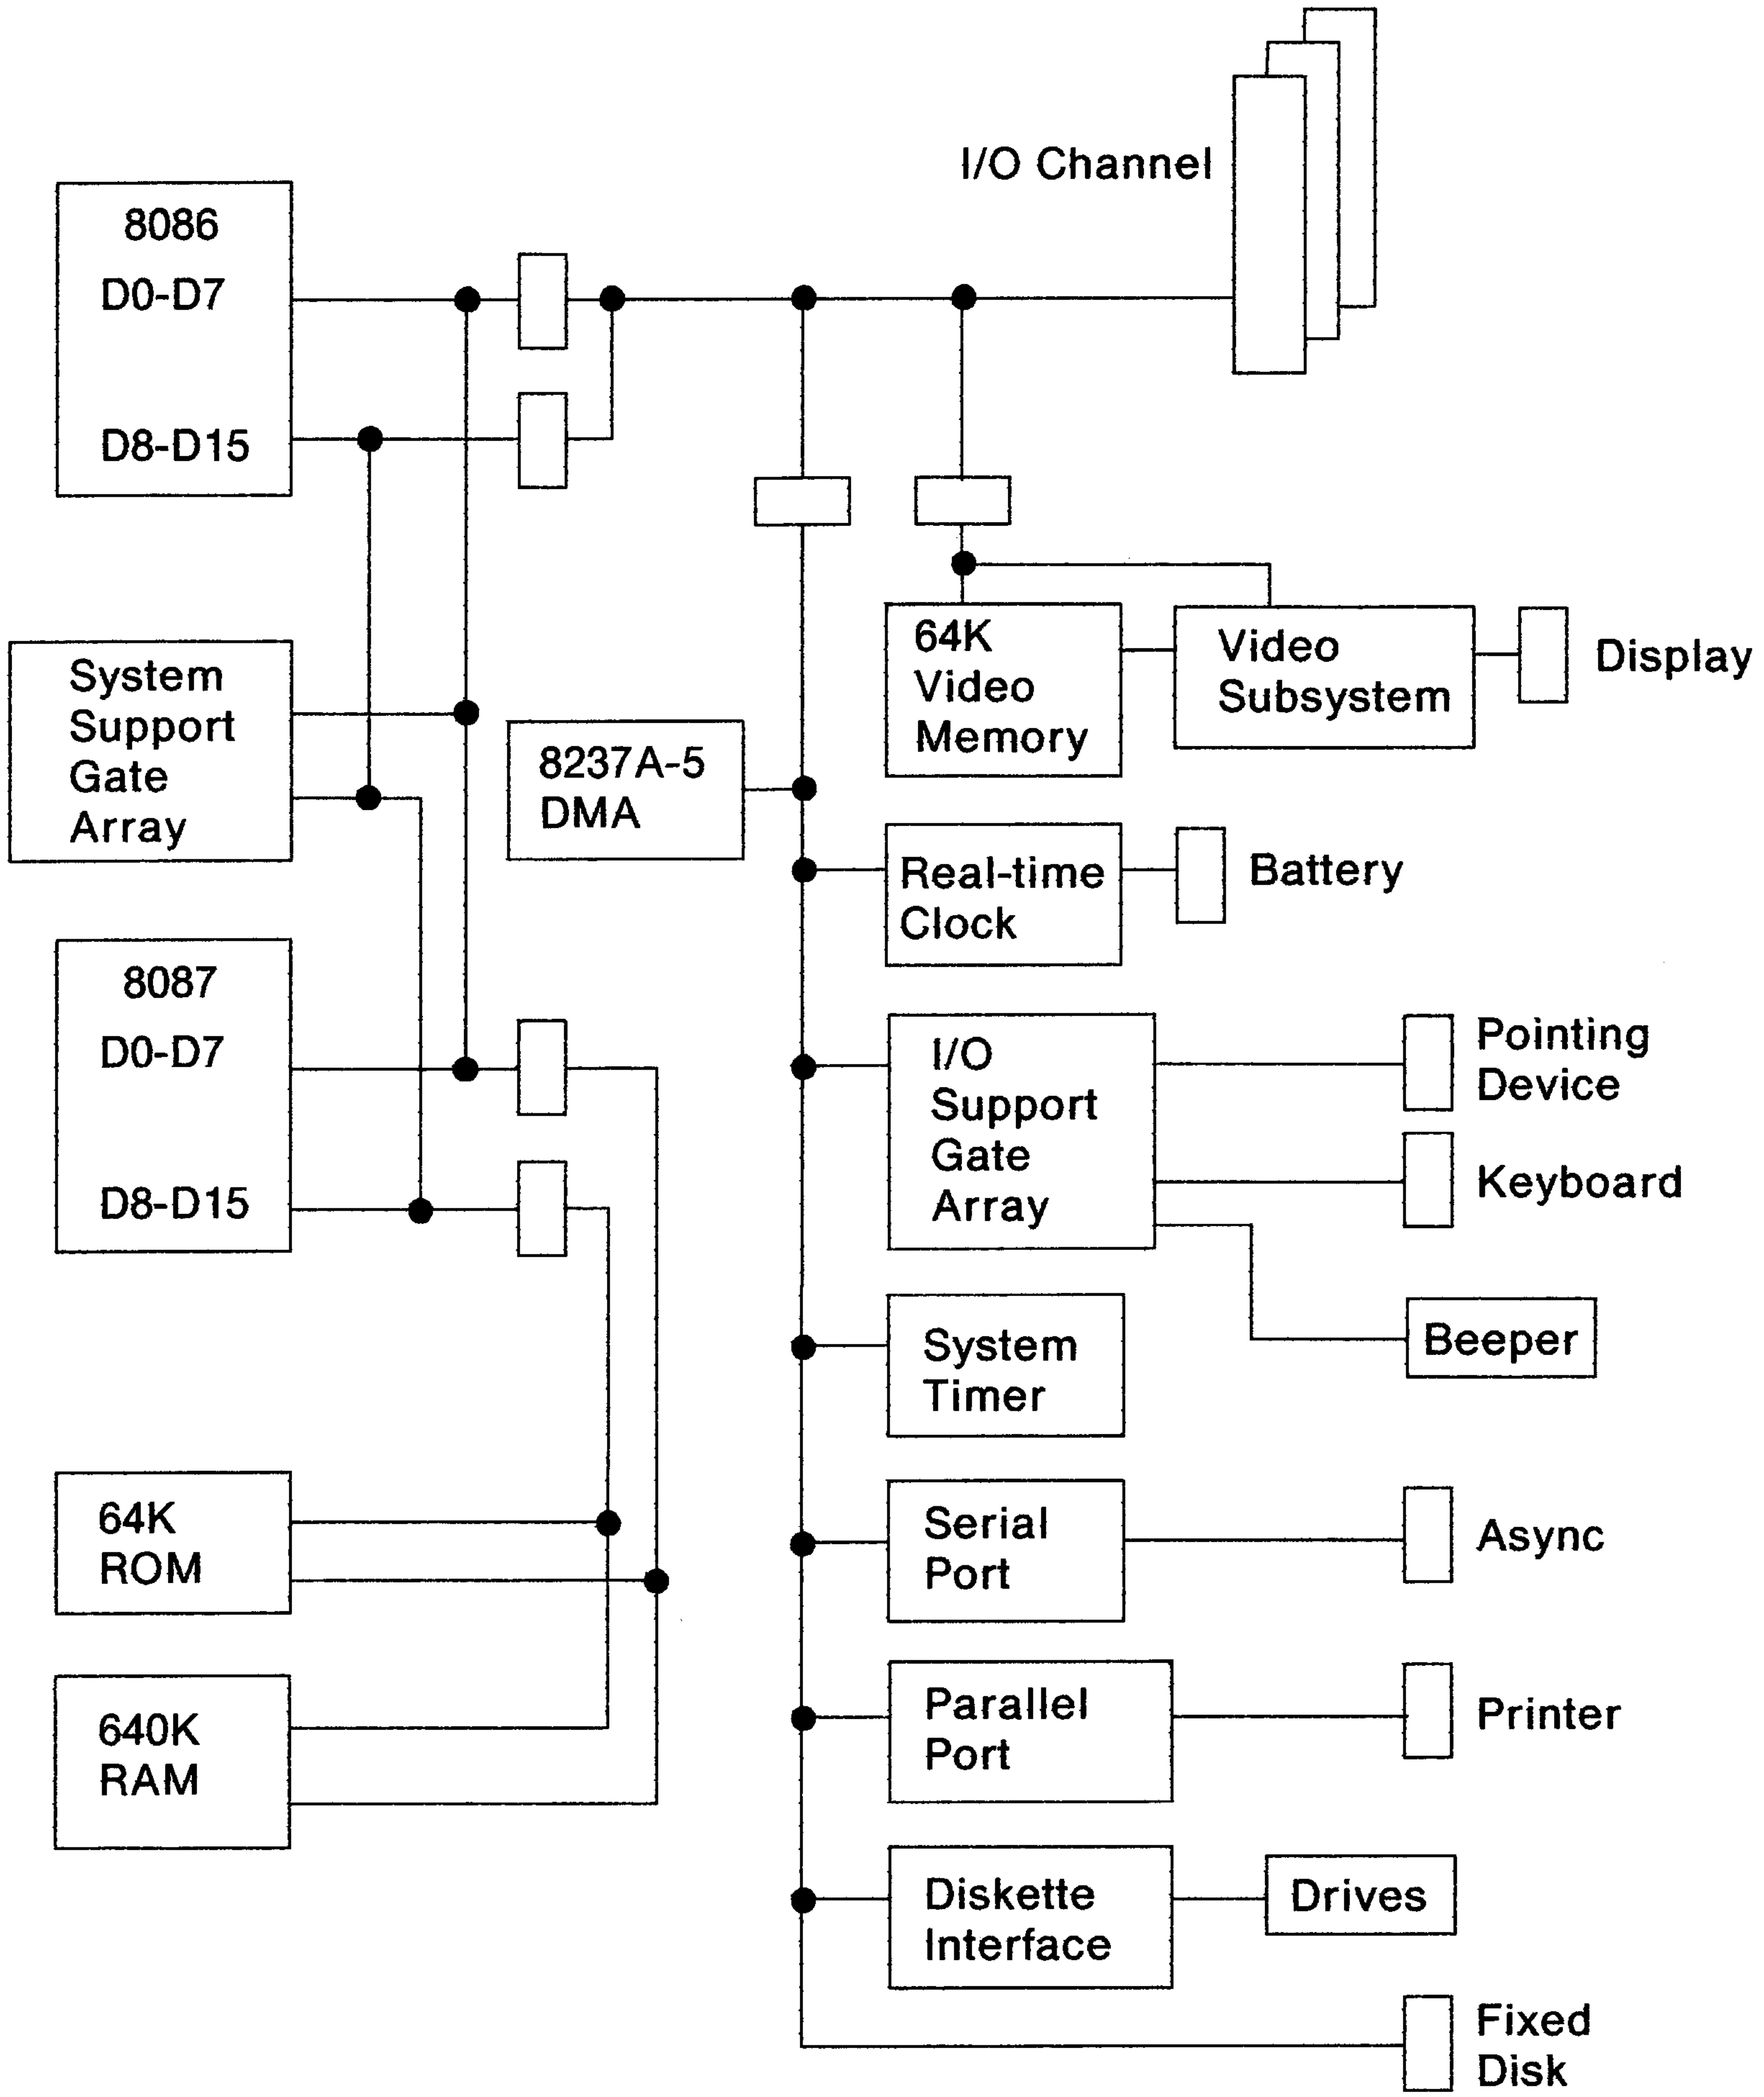 I/O Channel
8086
D0-D7
D8-D15
System
Support
Gate
Array
8087
D0-D7
D8-D15
64K
ROM
640K
RAM
8237A-5
DMA
64K
Video
Memory
Video
Subsystem
Display
Real-time
Clock
Battery
I/O
Support
Gate
Array
Pointing
Device
Keyboard
Beeper
System
Timer
Serial
Port
Async
Parallel
Port
Printer
Diskette
Interface
Drives
Fixed
Disk